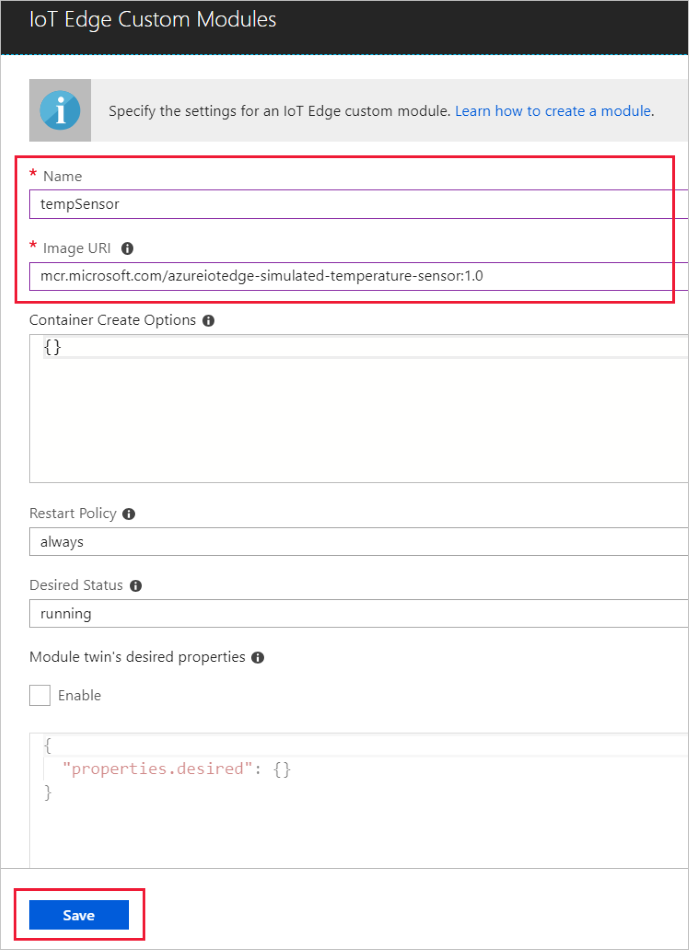 IoT Edge Custom Modules
Specify the settings for an IoT Edge custom module. Learn how to create a module.
* Name
tempSensor
* Image URI
mcr.microsoft.com/azureiotedge-simulated-temperature-sensor:1.0
Container Create Options
{}
Restart Policy
always
Desired Status
running
Module twin's desired properties
Enable
{
"properties.desired": {}
}
Save